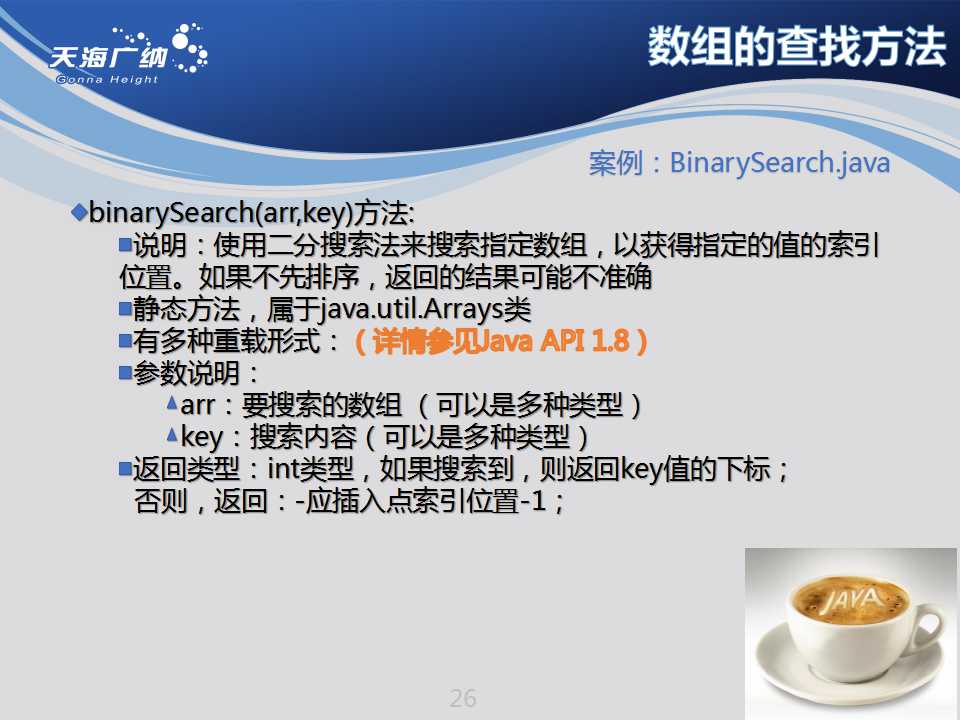 天海广纳
Gonna Height
数组的查找方法
案例：BinarySearch.java
binarySearch(arr,key)方法:
说明：使用二分搜索法来搜索指定数组，以获得指定的值的索引
位置。如果不先排序，返回的结果可能不准确
静态方法，属于java.util.Arrays类
有多种重载形式：（详情参见Java API 1.8）
参数说明：
arr：要搜索的数组 （可以是多种类型）
key：搜索内容（可以是多种类型）
返回类型：int类型，如果搜索到，则返回key值的下标；
否则，返回：-应插入点索引位置-1；
JAVA
26